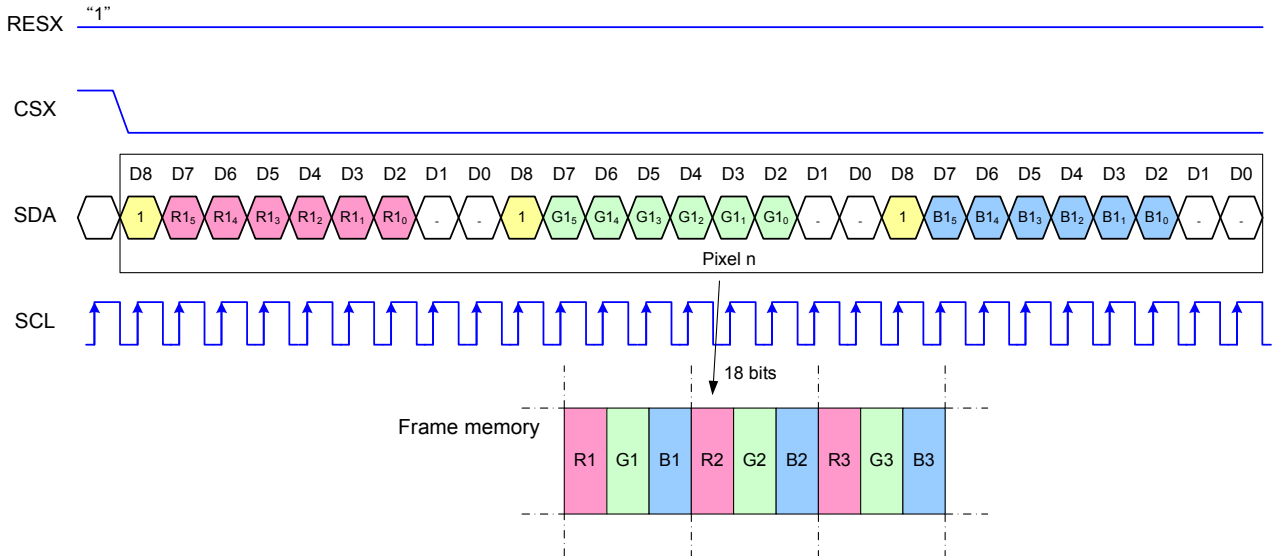 “1”
RESX
CSX
D8 D7 D6 D5 D4 D3 D2 D1 D0 D8 D7 D6 D5 D4 D3 D2 D1 D0 D8 D7 D6 D5 D4 D3 D2 D1 D0
SDA 1 R1₅ R1₄ R1₃ R1₂ R1₁ R1₀ - - 1 G1₅ G1₄ G1₃ G1₂ G1₁ G1₀ - - 1 B1₅ B1₄ B1₃ B1₂ B1₁ B1₀ - -
Pixel n
SCL
18 bits
Frame memory
R1 G1 B1 R2 G2 B2 R3 G3 B3